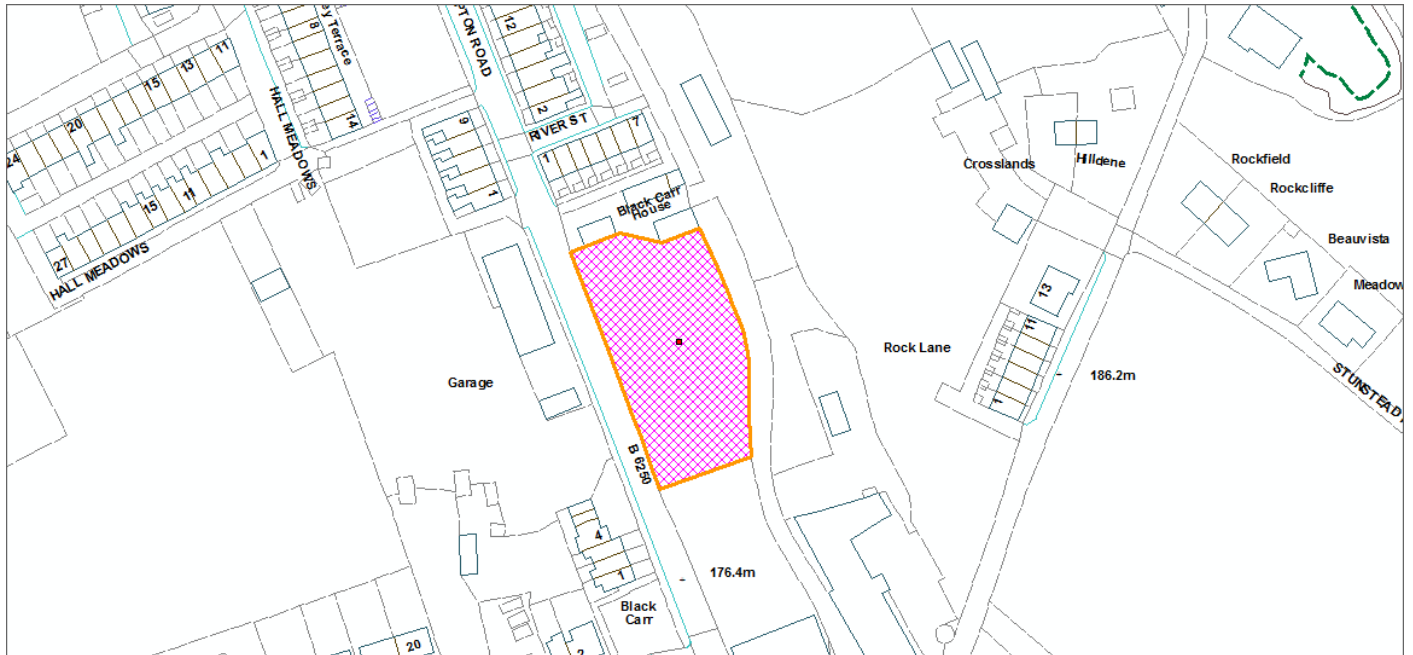 11
13
15
20
24
HALL MEADOWS
8
ey Terrace
14
PTON ROAD
12
2
RIVER ST
1
7
9
1
1
11
15
27
HALL MEADOWS
Black Carr
House
Crosslands
Hilldene
Rockfield
Rockcliffe
Beauvista
Meadow
13
11
1
Rock Lane
186.2m
STUNSTEAD
Garage
B 6250
4
1
176.4m
Black
Carr
20
2